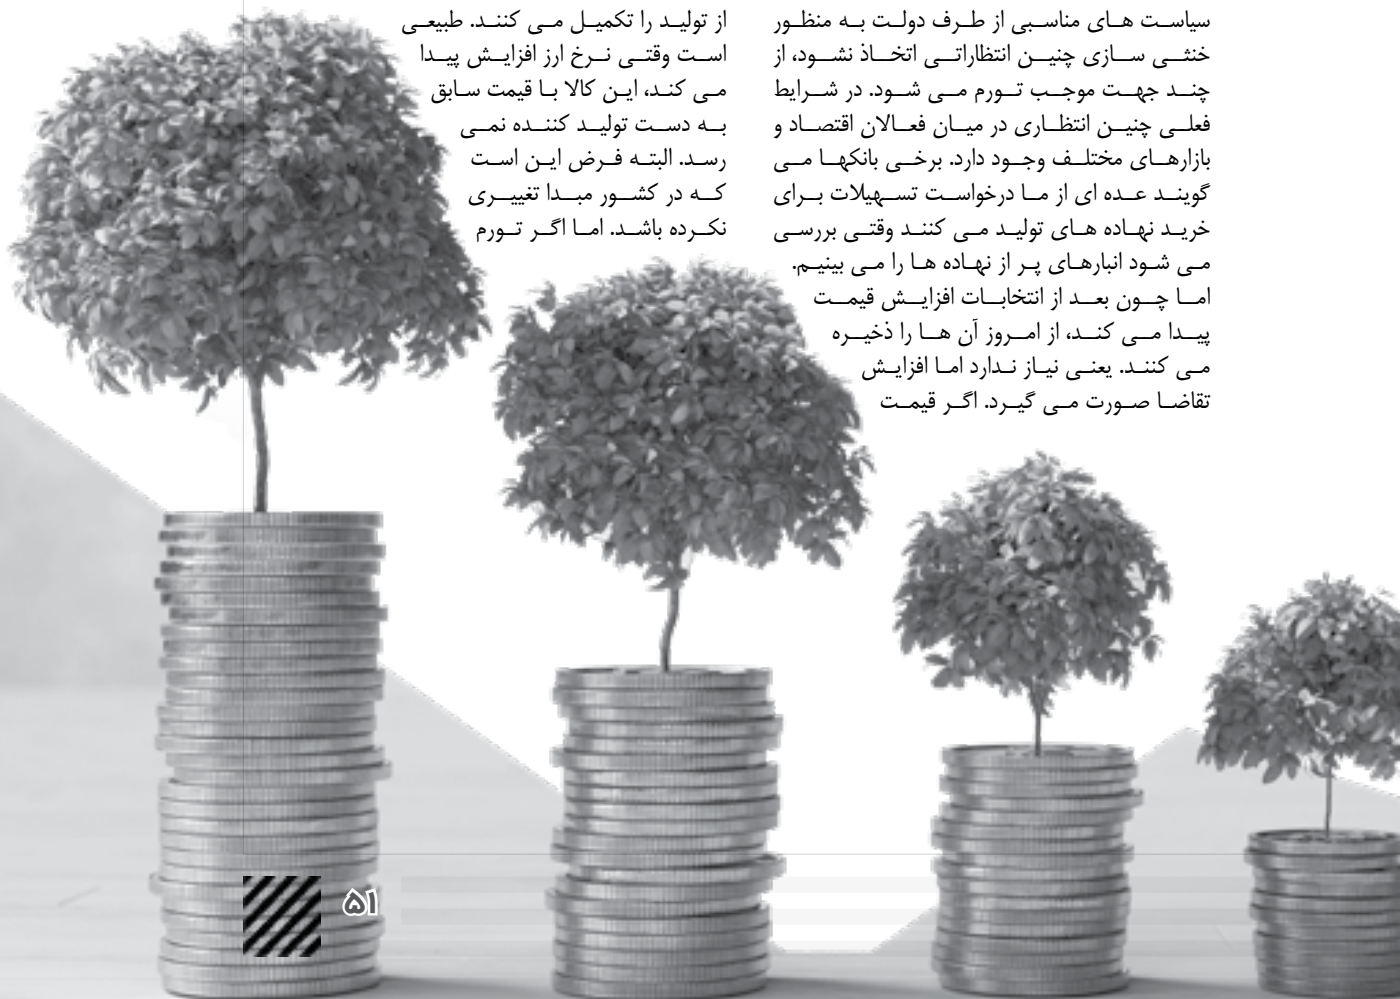 سیاست های مناسبی از طرف دولت به منظور
خنثی سازی چنین انتظاراتی اتخاذ نشود، از
چند جهت موجب تورم می شود. در شرایط
فعلی چنین انتظاری در میان فعالان اقتصاد و
بازارهای مختلف وجود دارد. برخی بانکها می
گویند عده ای از ما درخواست تسهیلات برای
خرید نهاده های تولید می کنند وقتی بررسی
می شود انبارهای پر از نهاده ها را می بینیم.
اما چون بعد از انتخابات افزایش قیمت
پیدا می کند، از امروز آن ها را ذخیره
می کنند. یعنی نیاز ندارد اما افزایش
تقاضا صورت می گیرد. اگر قیمت
از تولید را تکمیل می کنند. طبیعی
است وقتی نرخ ارز افزایش پیدا
می کند، این کالا با قیمت سابق
به دست تولید کننده نمی
رسد. البته فرض این است
که در کشور مبدا تغییری
نکرده باشد. اما اگر تورم
۵۱